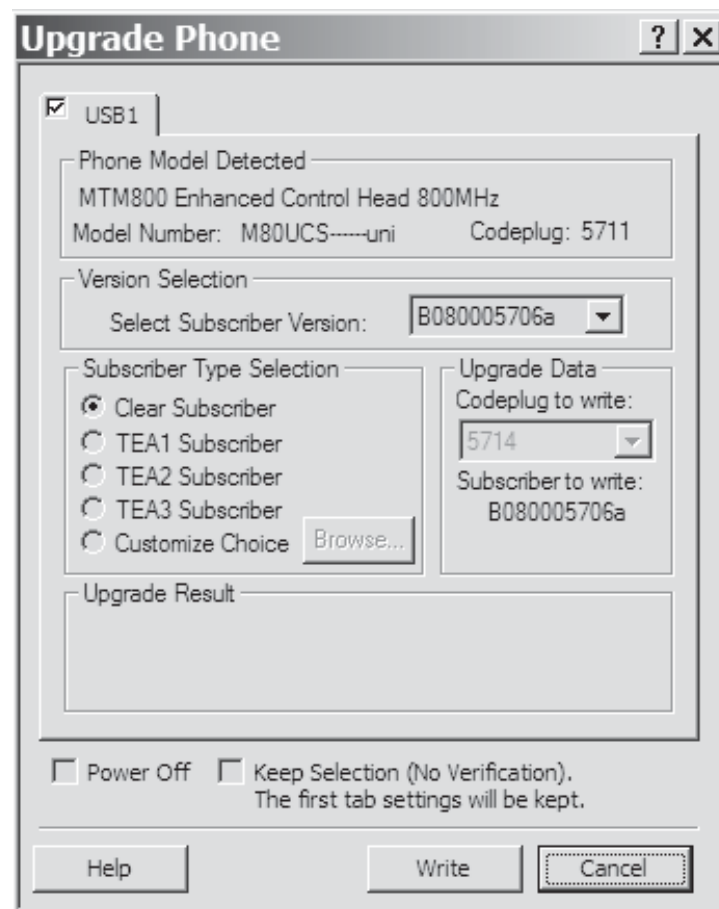 Upgrade Phone
? X
USB1
Phone Model Detected
MTM800 Enhanced Control Head 800MHz
Model Number: M80UCS------uni Codeplug: 5711
Version Selection
Select Subscriber Version: B080005706a
Subscriber Type Selection
Clear Subscriber
TEA1 Subscriber
TEA2 Subscriber
TEA3 Subscriber
Customize Choice Browse...
Upgrade Data
Codeplug to write:
5714
Subscriber to write:
B080005706a
Upgrade Result
Power Off Keep Selection (No Verification).
The first tab settings will be kept.
Help Write Cancel